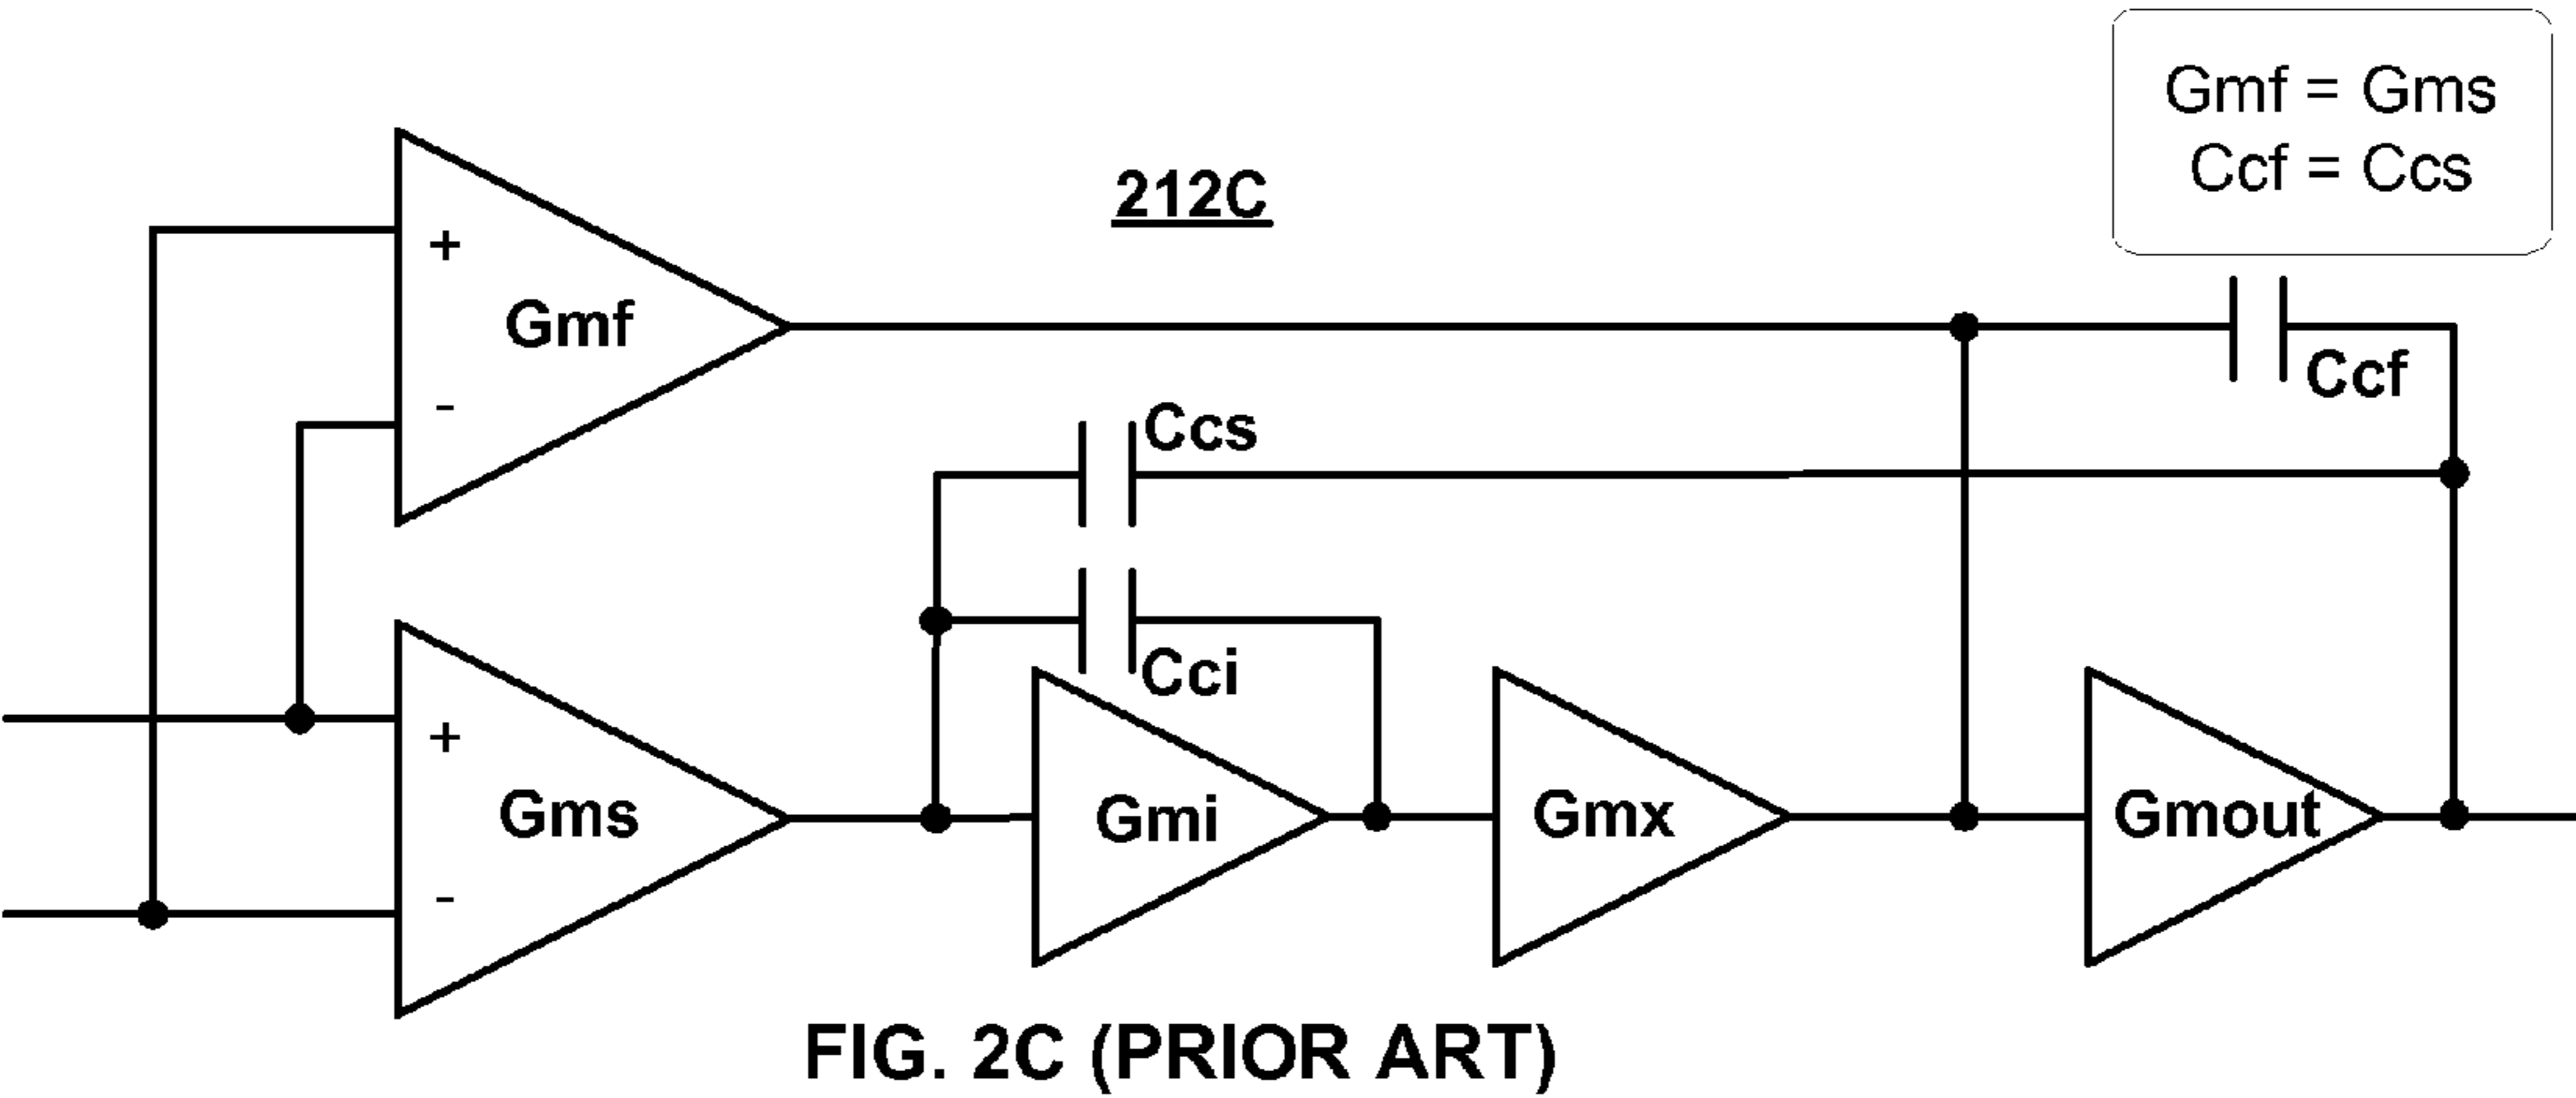 Gmf = Gms
Ccf = Ccs
212C
+
Gmf
-
Ccf
Ccs
Cci
+
Gms
-
Gmi
Gmx
Gmout
FIG. 2C (PRIOR ART)